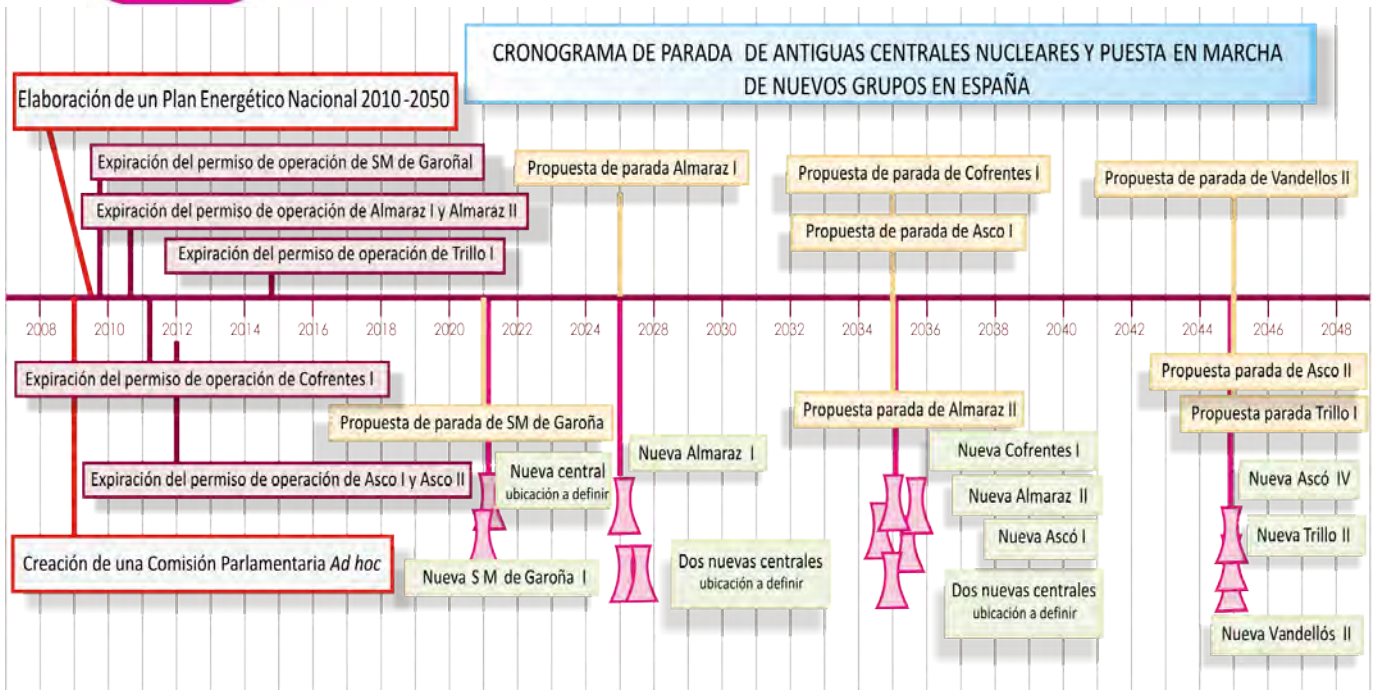 CRONOGRAMA DE PARADA DE ANTIGUAS CENTRALES NUCLEARES Y PUESTA EN MARCHA
DE NUEVOS GRUPOS EN ESPAÑA
Elaboración de un Plan Energético Nacional 2010 -2050
Expiración del permiso de operación de SM de Garoñal
Expiración del permiso de operación de Almaraz I y Almaraz II
Expiración del permiso de operación de Trillo I
Propuesta de parada Almaraz I
Propuesta de parada de Cofrentes I
Propuesta de parada de Asco I
Propuesta de parada de Vandellos II
2008 2010 2012 2014 2016 2018 2020 2022 2024 2026 2028 2030 2032 2034 2036 2038 2040 2042 2044 2046 2048
Expiración del permiso de operación de Cofrentes I
Propuesta de parada de SM de Garoña
Expiración del permiso de operación de Asco I y Asco II
Creación de una Comisión Parlamentaria Ad hoc
Nueva central
ubicación a definir
Nueva S M de Garoña I
Nueva Almaraz I
Dos nuevas centrales
ubicación a definir
Propuesta parada de Almaraz II
Nueva Cofrentes I
Nueva Almaraz II
Nueva Ascó I
Dos nuevas centrales
ubicación a definir
Propuesta parada de Asco II
Propuesta parada Trillo I
Nueva Ascó IV
Nueva Trillo II
Nueva Vandellós II